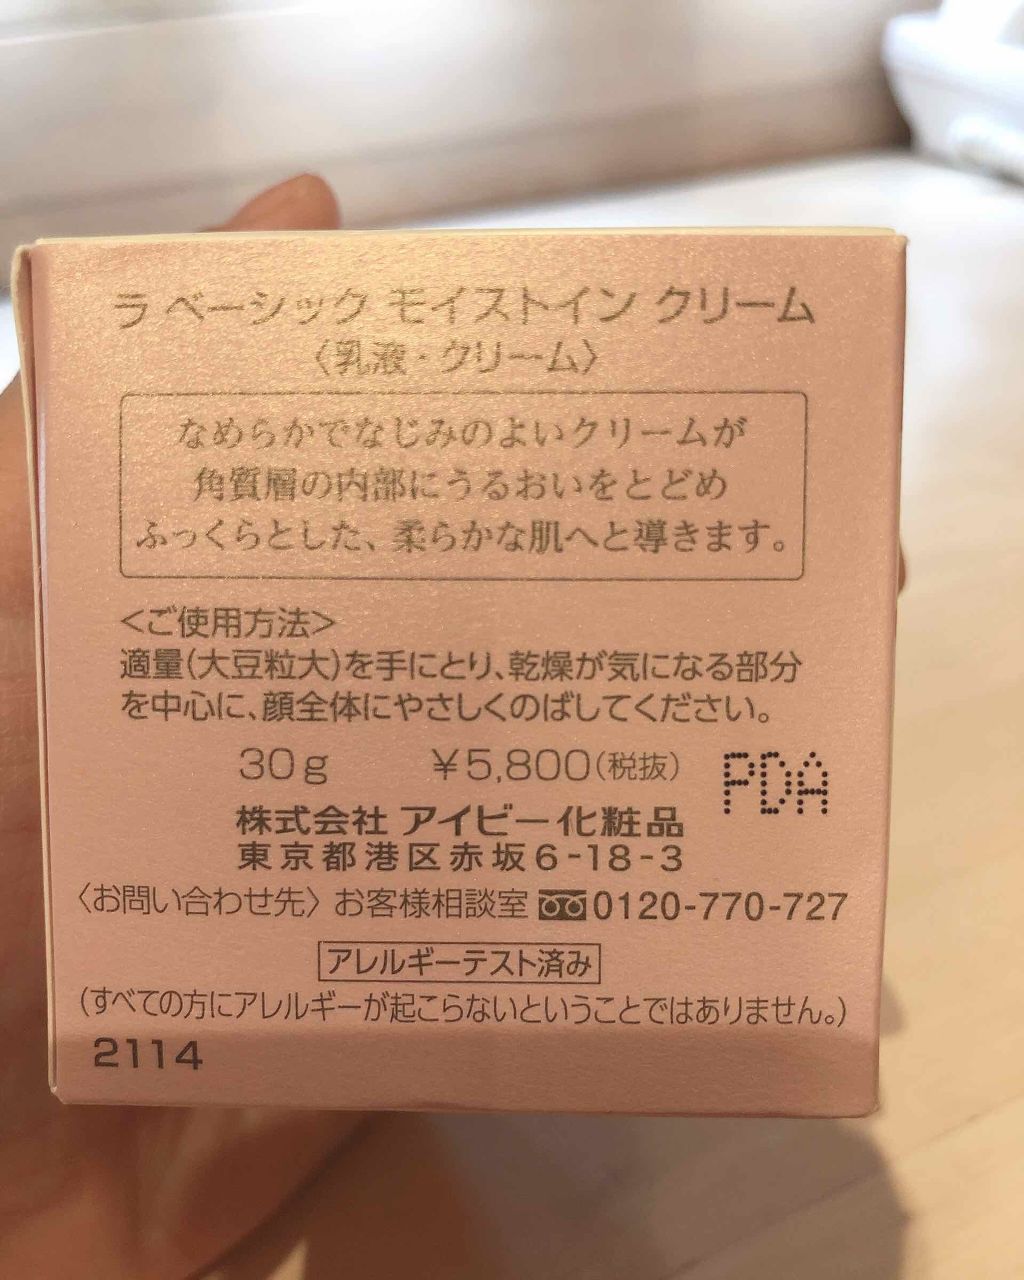 ラ ベーシック モイストイン クリーム
〈乳液・クリーム〉
なめらかでなじみのよいクリームが
角質層の内部にうるおいをとどめ
ふっくらとした、柔らかな肌へと導きます。
<ご使用方法>
適量(大豆粒大)を手にとり、乾燥が気になる部分
を中心に、顔全体にやさしくのばしてください。
30g ¥5,800(税抜) PDA
株式会社 アイビー化粧品
東京都港区赤坂6-18-3
〈お問い合わせ先〉お客様相談室 0120-770-727
アレルギーテスト済み
(すべての方にアレルギーが起こらないということではありません。)
2114